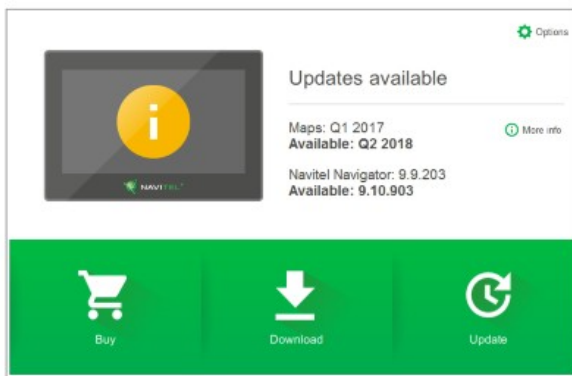 Options
Updates available
Maps: Q1 2017
Available: Q2 2018
More info
Navitel Navigator: 9.9.203
Available: 9.10.903
NAVITEL
Buy
Download
Update